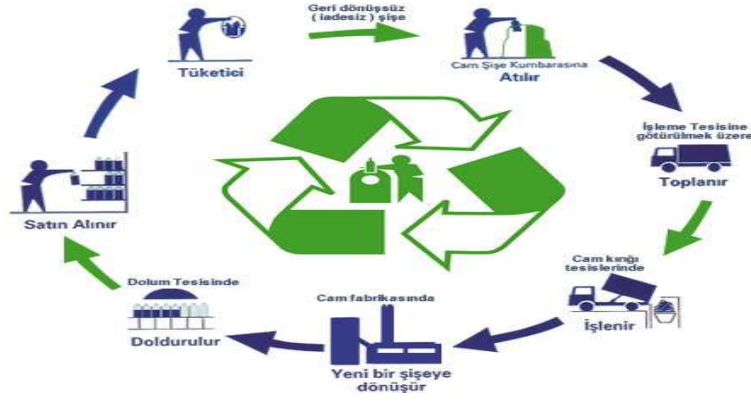 Geri dönüşsüz
( iadesiz ) şişe
Tüketici
Cam Şişe Kumbarasına
Atılır
İşleme Tesisine
götürülmek üzere
Toplanır
Cam kırığı
tesislerinde
İşlenir
Cam fabrikasında
Yeni bir şişeye
dönüşür
Dolum Tesisinde
Doldurulur
Satın Alınır